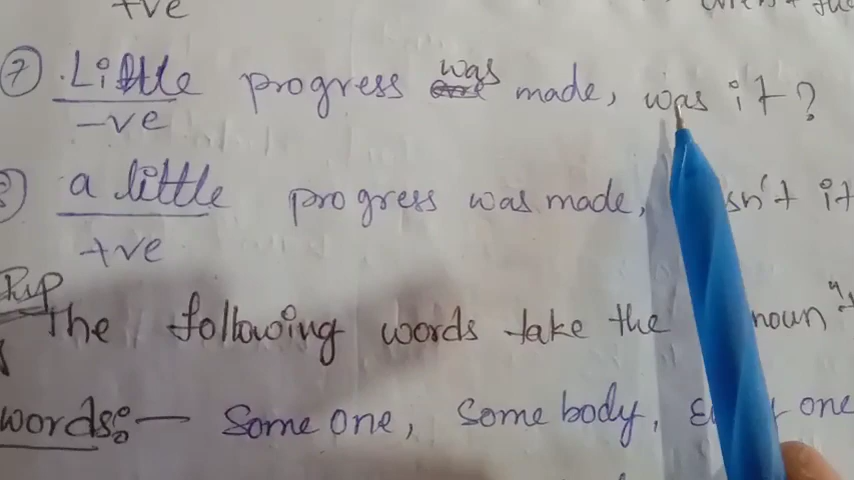 +ve
7 Little progress was made, was it?
-ve
a little progress was made, sn't it
+ve
The following words take the noun "
words:- Some one, Some body, one